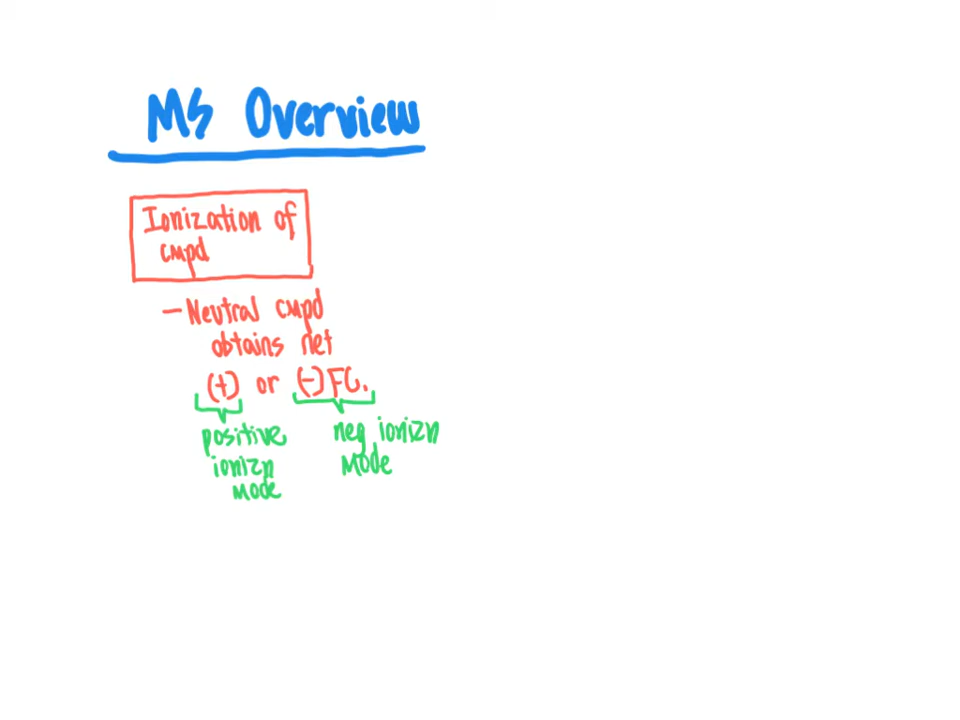 MS Overview
Ionization of
cmpd
- Neutral cmpd
obtains net
(+) or (-) FC.
positive
ionizn
mode
neg ionizn
mode